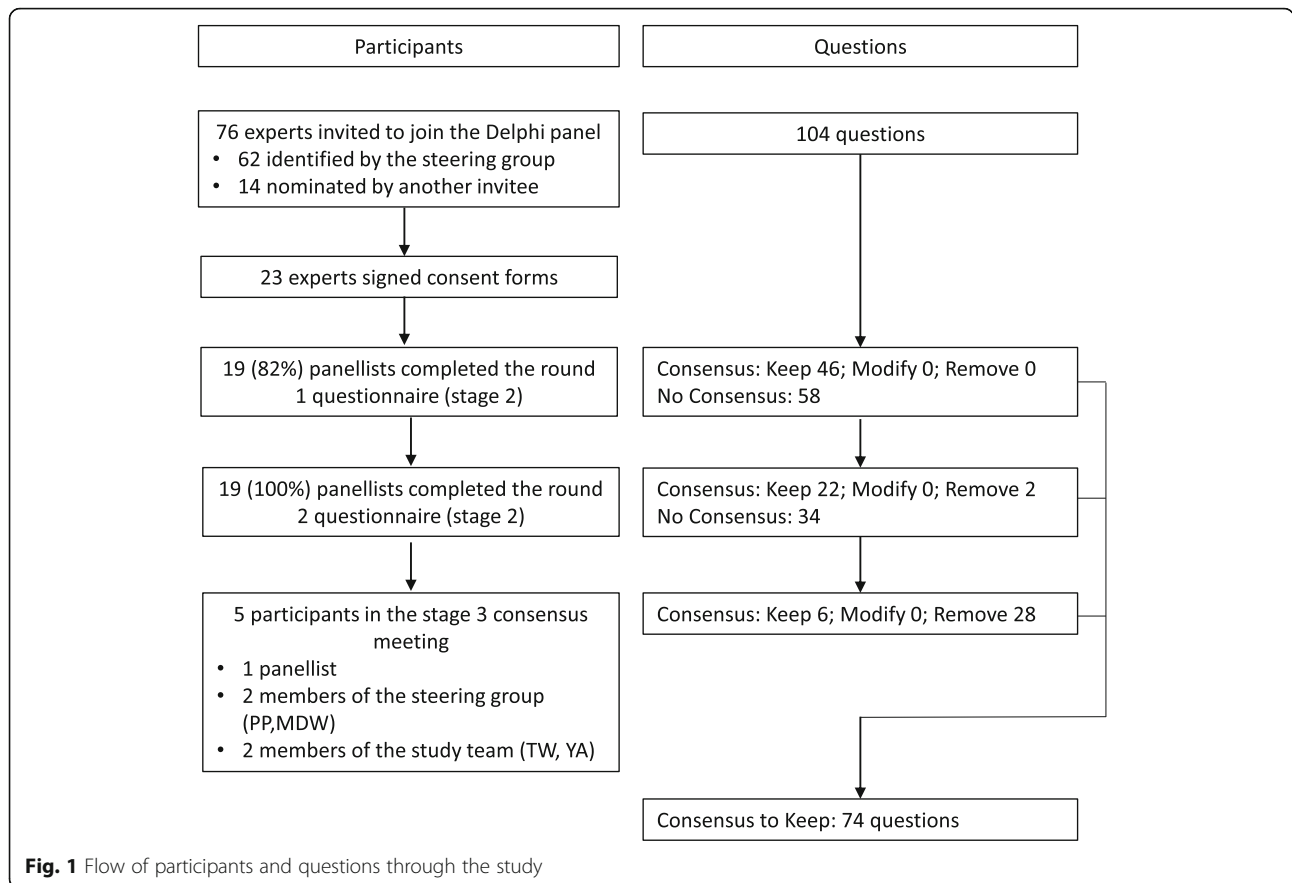 Participants
Questions
76 experts invited to join the Delphi panel
• 62 identified by the steering group
• 14 nominated by another invitee
104 questions
23 experts signed consent forms
19 (82%) panellists completed the round
1 questionnaire (stage 2)
Consensus: Keep 46; Modify 0; Remove 0
No Consensus: 58
19 (100%) panellists completed the round
2 questionnaire (stage 2)
Consensus: Keep 22; Modify 0; Remove 2
No Consensus: 34
5 participants in the stage 3 consensus
meeting
• 1 panellist
• 2 members of the steering group
(PP,MDW)
• 2 members of the study team (TW, YA)
Consensus: Keep 6; Modify 0; Remove 28
Consensus to Keep: 74 questions
Fig. 1 Flow of participants and questions through the study